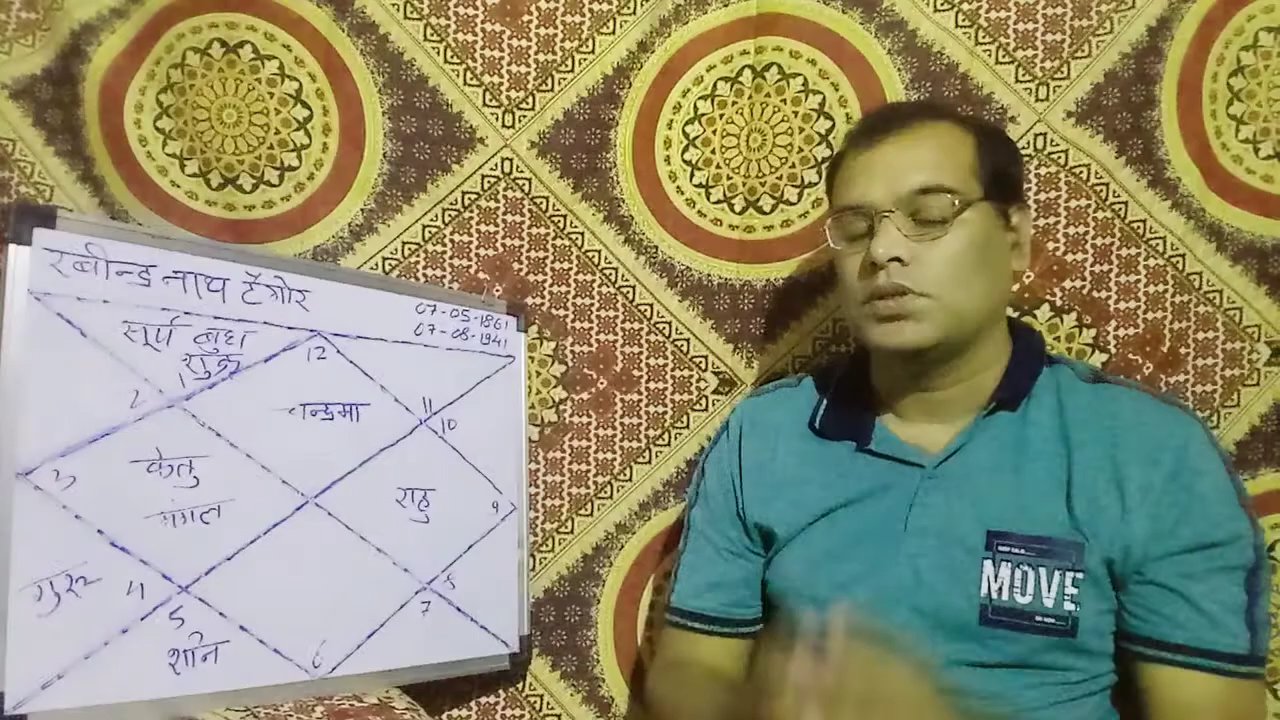 रबीन्द्र नाथ टैगोर
07-05-1861
07-08-1941
सूर्य बुध
शुक्र
12
1
2
चन्द्रमा
11
10
केतु
3
मंगल
राहु
9
गुरु
4
5
8
7
शनि
6
MOVE